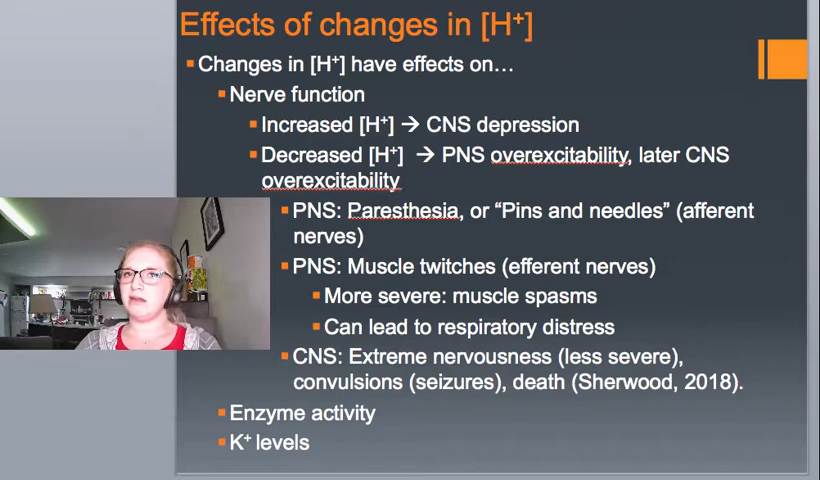 Effects of changes in [H⁺]
▪ Changes in [H⁺] have effects on…
▪ Nerve function
▪ Increased [H⁺] → CNS depression
▪ Decreased [H⁺] → PNS overexcitability, later CNS
overexcitability
▪ PNS: Paresthesia, or “Pins and needles” (afferent
nerves)
▪ PNS: Muscle twitches (efferent nerves)
▪ More severe: muscle spasms
▪ Can lead to respiratory distress
▪ CNS: Extreme nervousness (less severe),
convulsions (seizures), death (Sherwood, 2018).
▪ Enzyme activity
▪ K⁺ levels